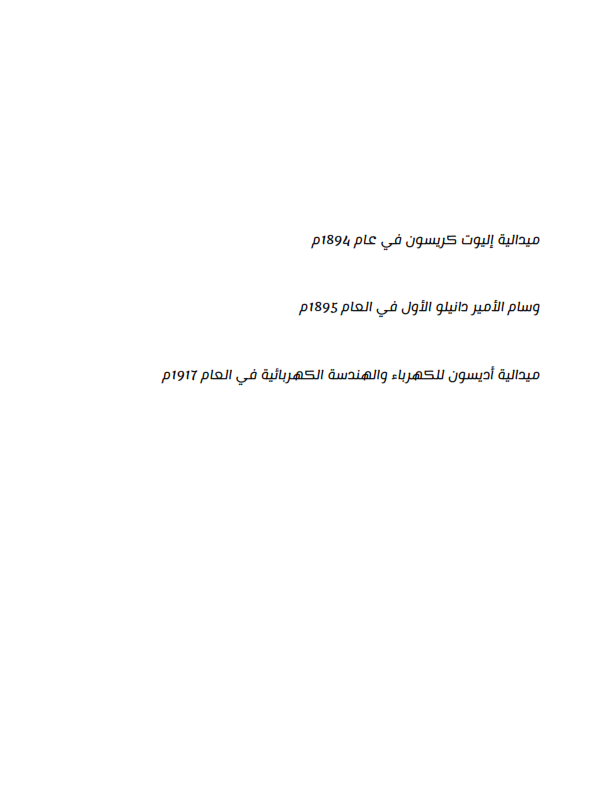 ميدالية إليوت كريسون في عام 1894م
وسام الأمير دانيلو الأول في العام 1895م
ميدالية أديسون للكهرباء والهندسة الكهربائية في العام 1917م